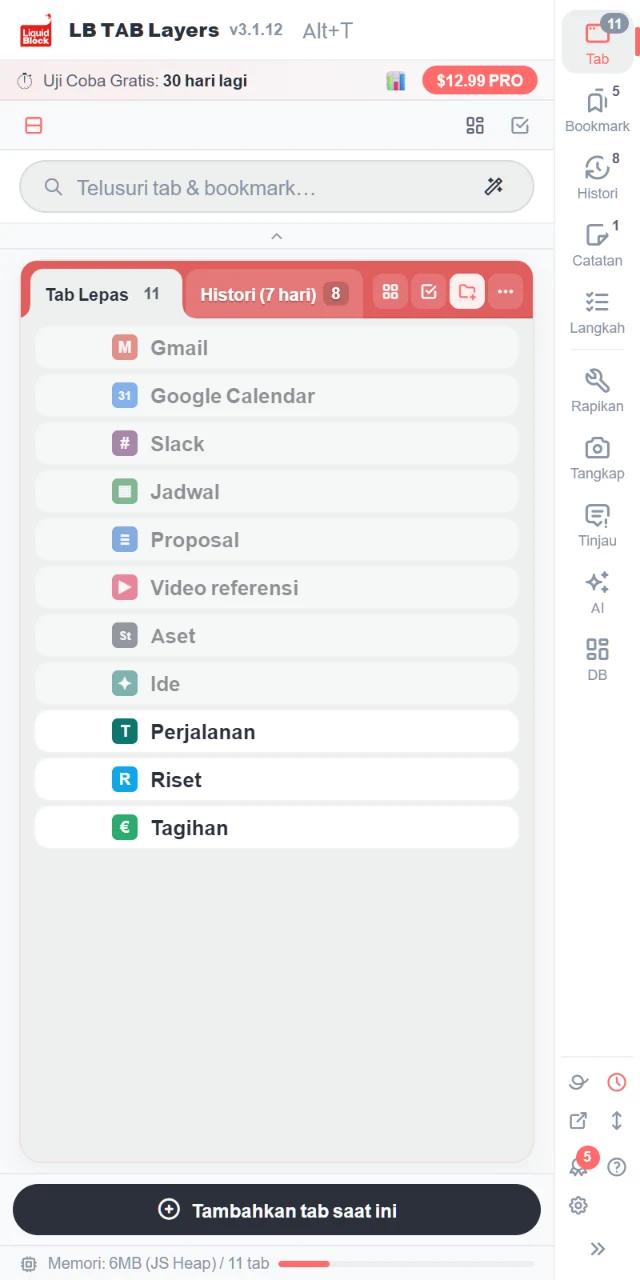 Liquid Block
LB TAB Layers v3.1.12 Alt+T
11
Tab
Uji Coba Gratis: 30 hari lagi
$12.99 PRO
5
Bookmark
Telusuri tab & bookmark...
8
Histori
1
Catatan
Tab Lepas 11
Histori (7 hari) 8
Langkah
M Gmail
31 Google Calendar
Rapikan
# Slack
Tangkap
Jadwal
Proposal
Tinjau
Video referensi
AI
St Aset
Ide
DB
T Perjalanan
R Riset
€ Tagihan
5
Tambahkan tab saat ini
Memori: 6MB (JS Heap) / 11 tab